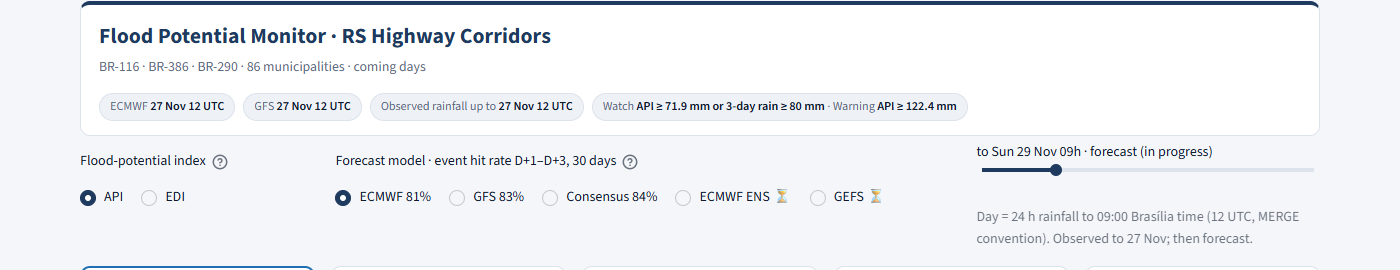 Flood Potential Monitor · RS Highway Corridors
BR-116 · BR-386 · BR-290 · 86 municipalities · coming days
ECMWF 27 Nov 12 UTC GFS 27 Nov 12 UTC Observed rainfall up to 27 Nov 12 UTC Watch API ≥ 71.9 mm or 3-day rain ≥ 80 mm · Warning API ≥ 122.4 mm
Flood-potential index ?
API EDI
Forecast model · event hit rate D+1–D+3, 30 days ?
ECMWF 81% GFS 83% Consensus 84% ECMWF ENS ⏳ GEFS ⏳
to Sun 29 Nov 09h · forecast (in progress)
Day = 24 h rainfall to 09:00 Brasília time (12 UTC, MERGE
convention). Observed to 27 Nov; then forecast.